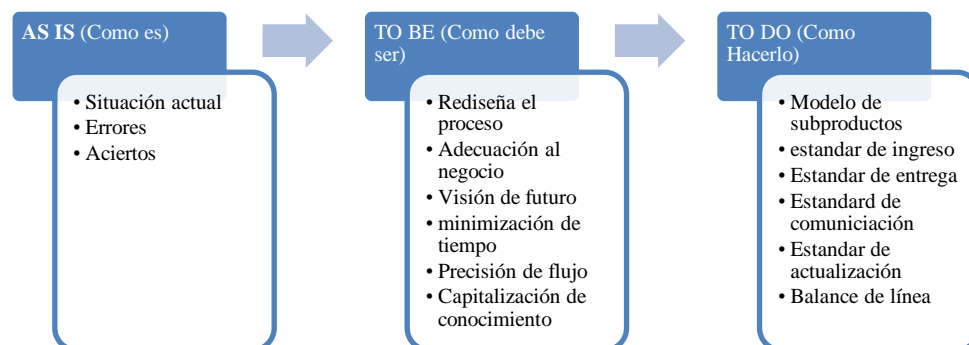 AS IS (Como es)
• Situación actual
• Errores
• Aciertos
TO BE (Como debe
ser)
• Rediseña el
proceso
• Adecuación al
negocio
• Visión de futuro
• minimización de
tiempo
• Precisión de flujo
• Capitalización de
conocimiento
TO DO (Como
Hacerlo)
• Modelo de
subproductos
• estandar de ingreso
• Estandar de entrega
• Estandard de
comuniciación
• Estandar de
actualización
• Balance de línea